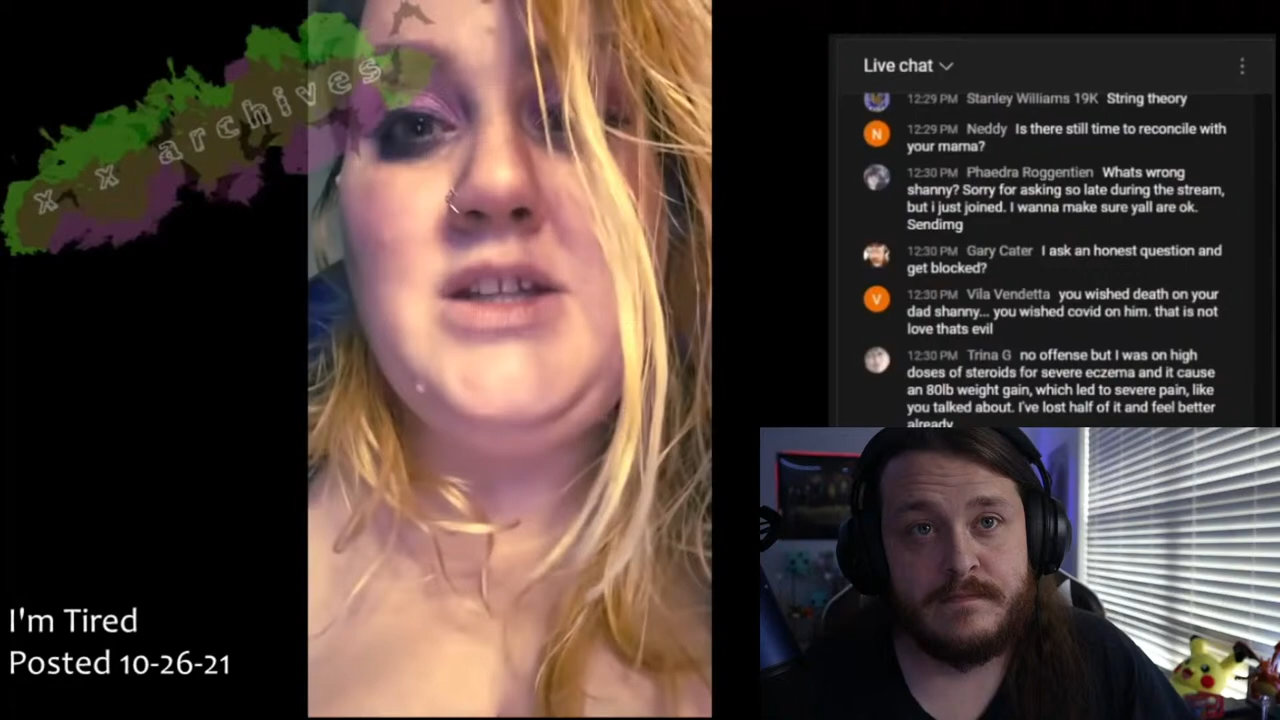 x x archives
I'm Tired
Posted 10-26-21
Live chat
12:29 PM Stanley Williams 19K String theory
N
12:29 PM Neddy Is there still time to reconcile with
your mama?
12:30 PM Phaedra Roggentien Whats wrong
shanny? Sorry for asking so late during the stream,
but i just joined. I wanna make sure yall are ok.
Sendimg
12:30 PM Gary Cater I ask an honest question and
get blocked?
V
12:30 PM Vila Vendetta you wished death on your
dad shanny... you wished covid on him. that is not
love thats evil
12:30 PM Trina G no offense but I was on high
doses of steroids for severe eczema and it cause
an 80lb weight gain, which led to severe pain, like
you talked about. I've lost half of it and feel better
already